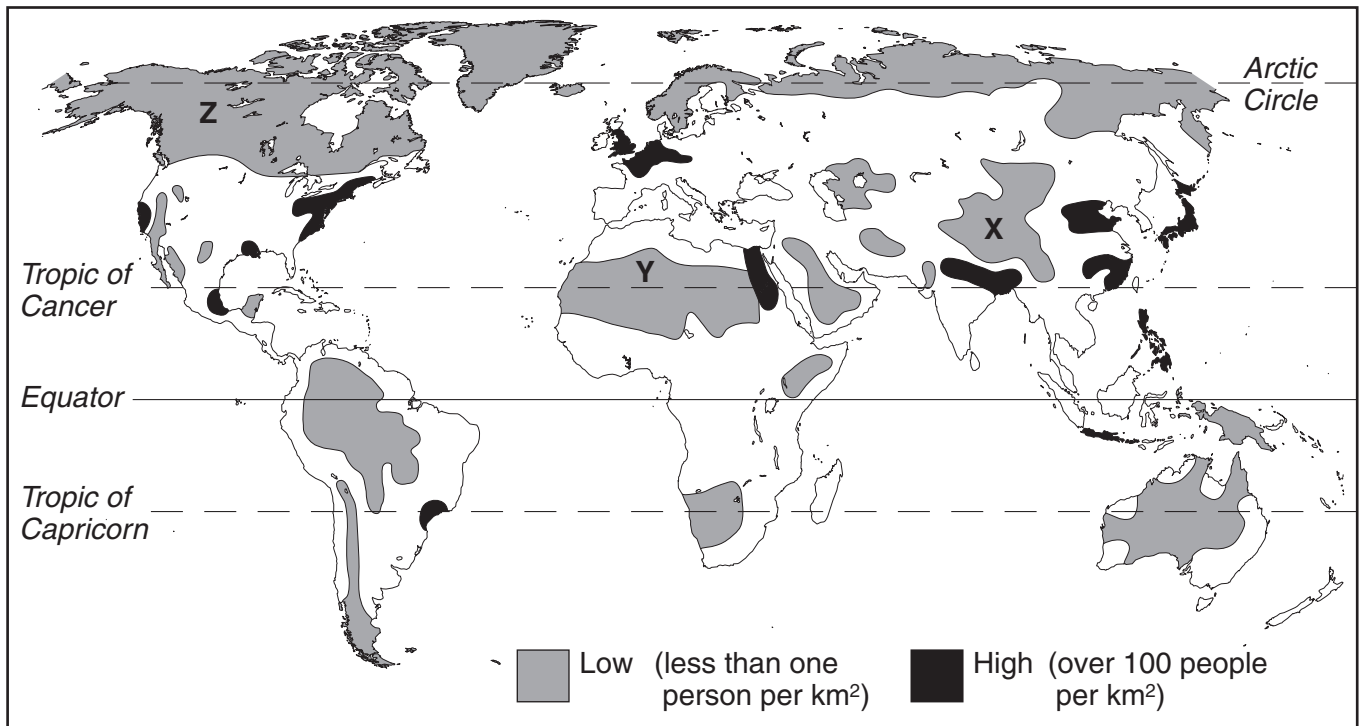 Arctic
Circle
Z
X
Y
Tropic of
Cancer
Equator
Tropic of
Capricorn
Low (less than one
person per km²)
High (over 100 people
per km²)